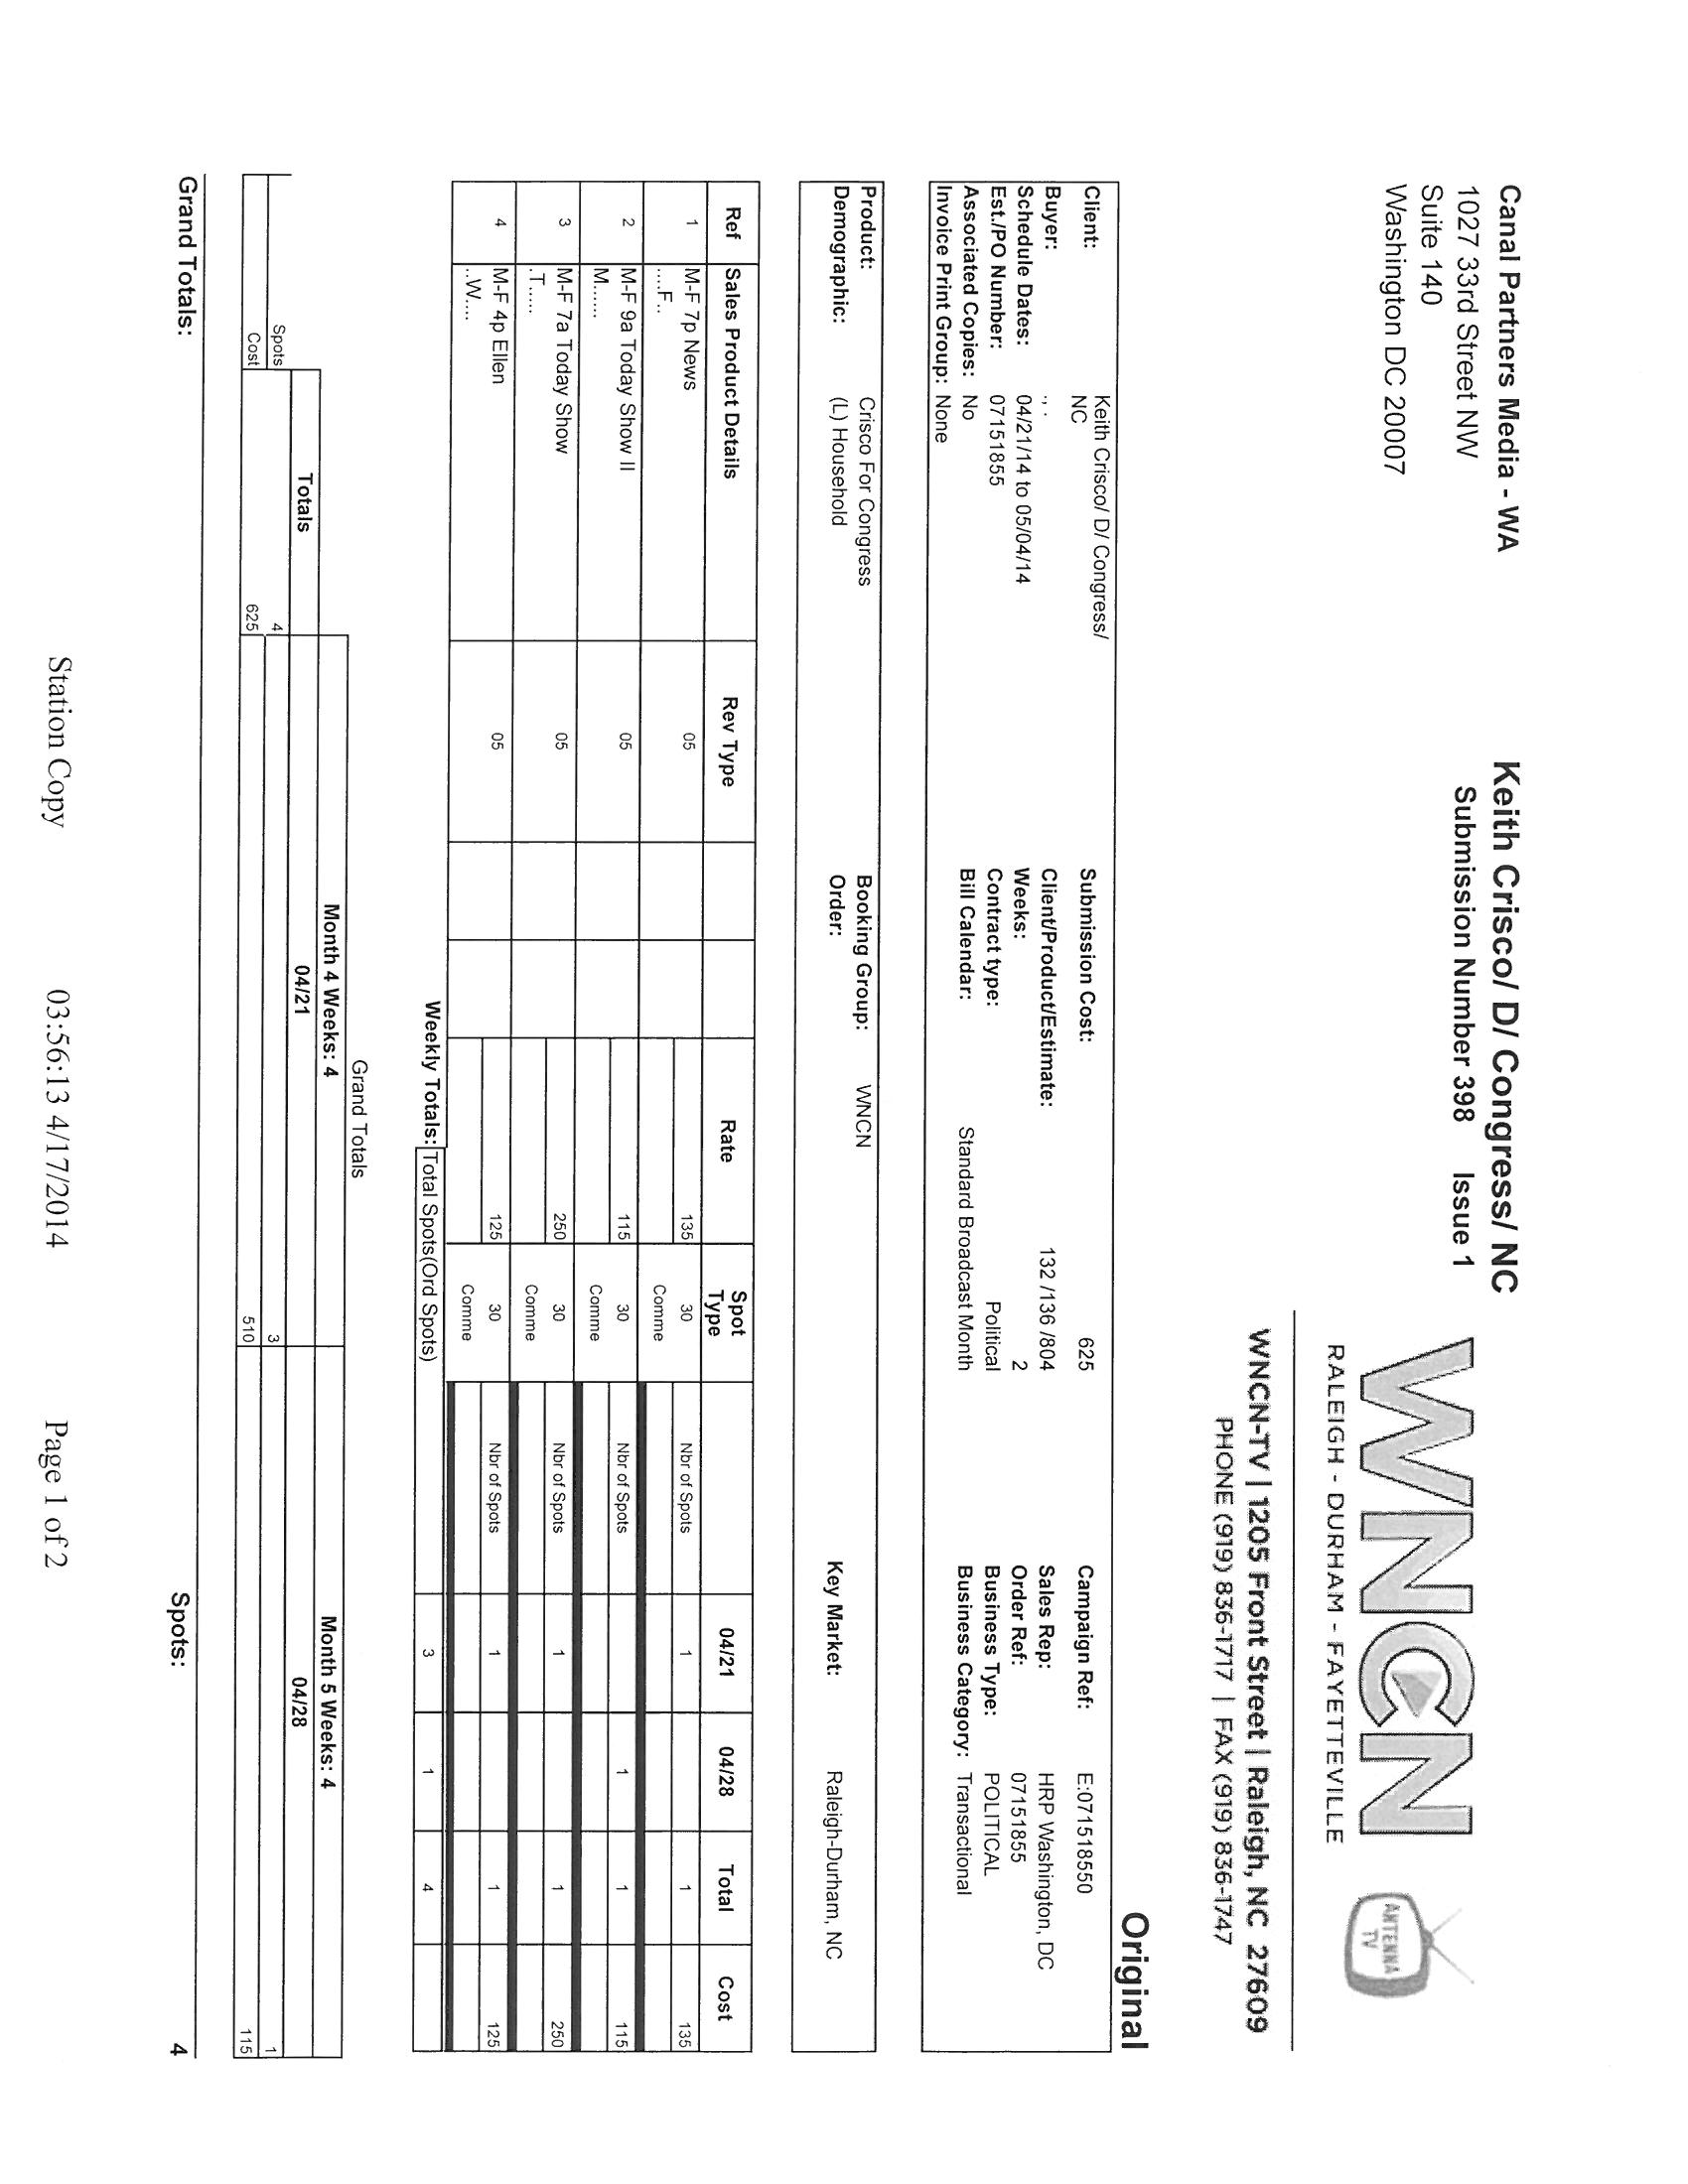 Canal Partners Media - WA
1027 33rd Street NW
Suite 140
Washington DC 20007
Keith Crisco/ D/ Congress/ NC
Submission Number 398 Issue 1
WNCN
RALEIGH - DURHAM - FAYETTEVILLE
ANTENNA
TV
WNCN-TV | 1205 Front Street | Raleigh, NC 27609
PHONE (919) 836-1717 | FAX (919) 836-1747
Original
Client: Keith Crisco/ D/ Congress/ Submission Cost: 625 Campaign Ref: E:071518550
NC
Buyer: , . Client/Product/Estimate: 132 /136 /804 Sales Rep: HRP Washington, DC
Schedule Dates: 04/21/14 to 05/04/14 Weeks: 2 Order Ref: 07151855
Est./PO Number: 07151855 Contract type: Political Business Type: POLITICAL
Associated Copies: No Bill Calendar: Standard Broadcast Month Business Category: Transactional
Invoice Print Group: None
Product: Crisco For Congress Booking Group: WNCN
Demographic: (L) Household Order: Key Market: Raleigh-Durham, NC
Ref Sales Product Details Rev Type Rate Spot Type 04/21 04/28 Total Cost
1 M-F 7p News 05 135 30 Nbr of Spots 1 1 135
....F.. Comme
2 M-F 9a Today Show II 05 115 30 Nbr of Spots 1 1 115
M...... Comme
3 M-F 7a Today Show 05 250 30 Nbr of Spots 1 1 250
.T..... Comme
4 M-F 4p Ellen 05 125 30 Nbr of Spots 1 1 125
..W.... Comme
Weekly Totals: Total Spots(Ord Spots) 3 1 4
Grand Totals
Month 4 Weeks: 4 Month 5 Weeks: 4
Totals 04/21 04/28
Spots 4 3 1
Cost 625 510 115
Grand Totals: Spots: 4
Station Copy 03:56:13 4/17/2014 Page 1 of 2